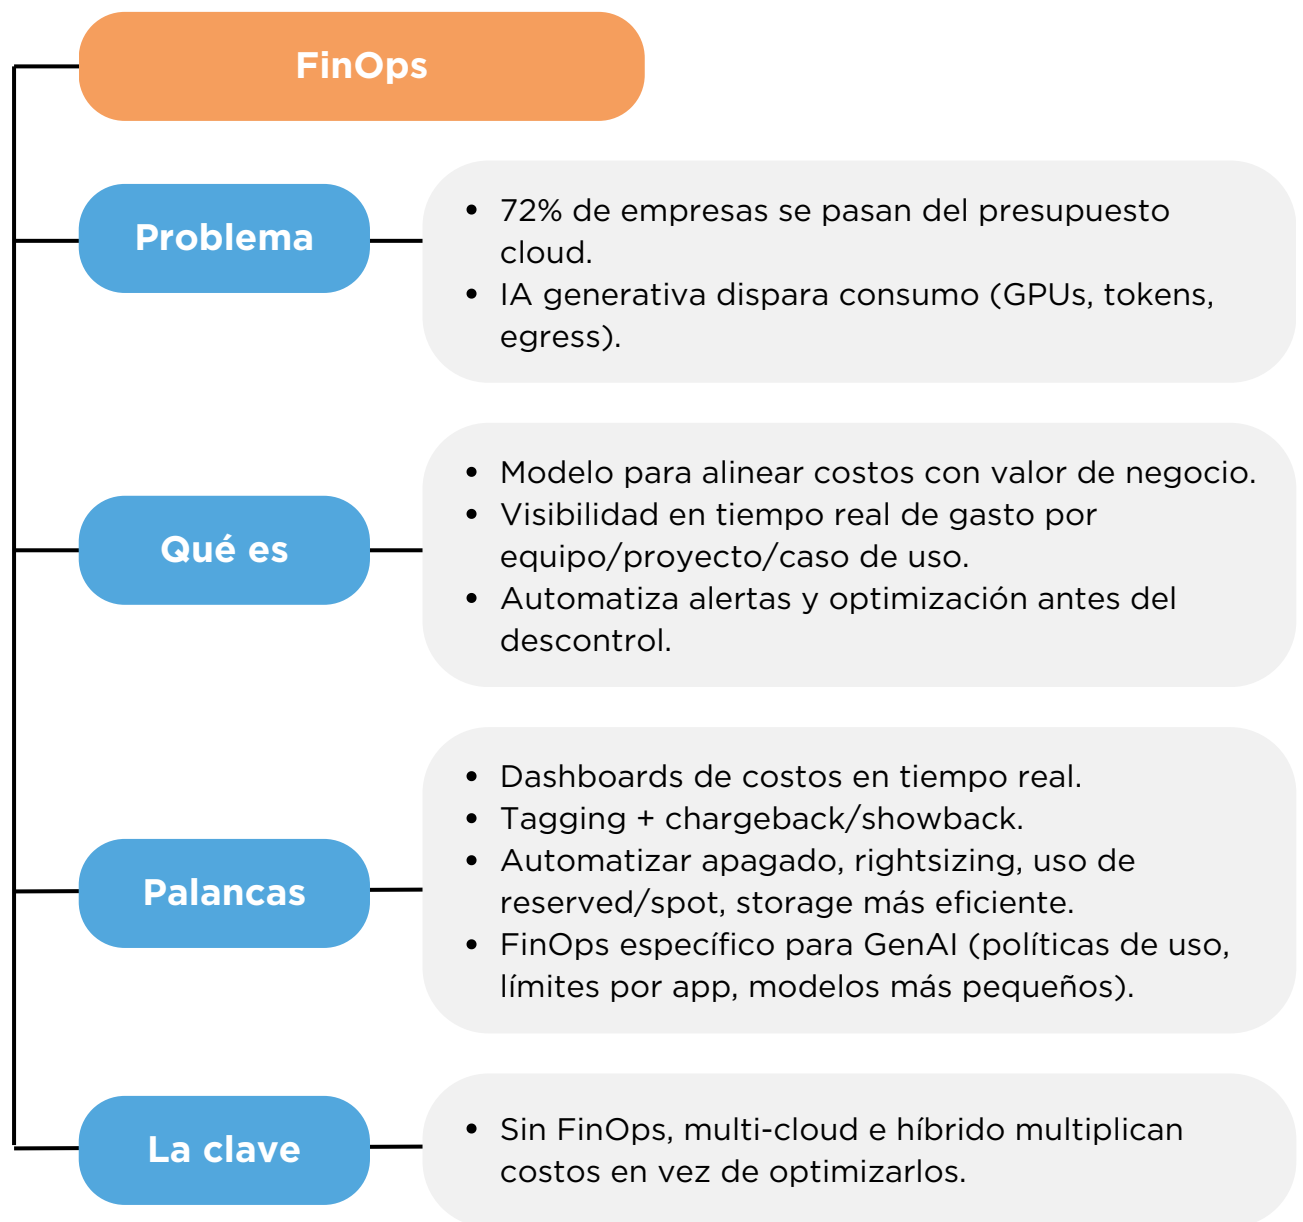 FinOps
Problema
• 72% de empresas se pasan del presupuesto
cloud.
• IA generativa dispara consumo (GPUs, tokens,
egress).
Qué es
• Modelo para alinear costos con valor de negocio.
• Visibilidad en tiempo real de gasto por
equipo/proyecto/caso de uso.
• Automatiza alertas y optimización antes del
descontrol.
Palancas
• Dashboards de costos en tiempo real.
• Tagging + chargeback/showback.
• Automatizar apagado, rightsizing, uso de
reserved/spot, storage más eficiente.
• FinOps específico para GenAI (políticas de uso,
límites por app, modelos más pequeños).
La clave
• Sin FinOps, multi-cloud e híbrido multiplican
costos en vez de optimizarlos.